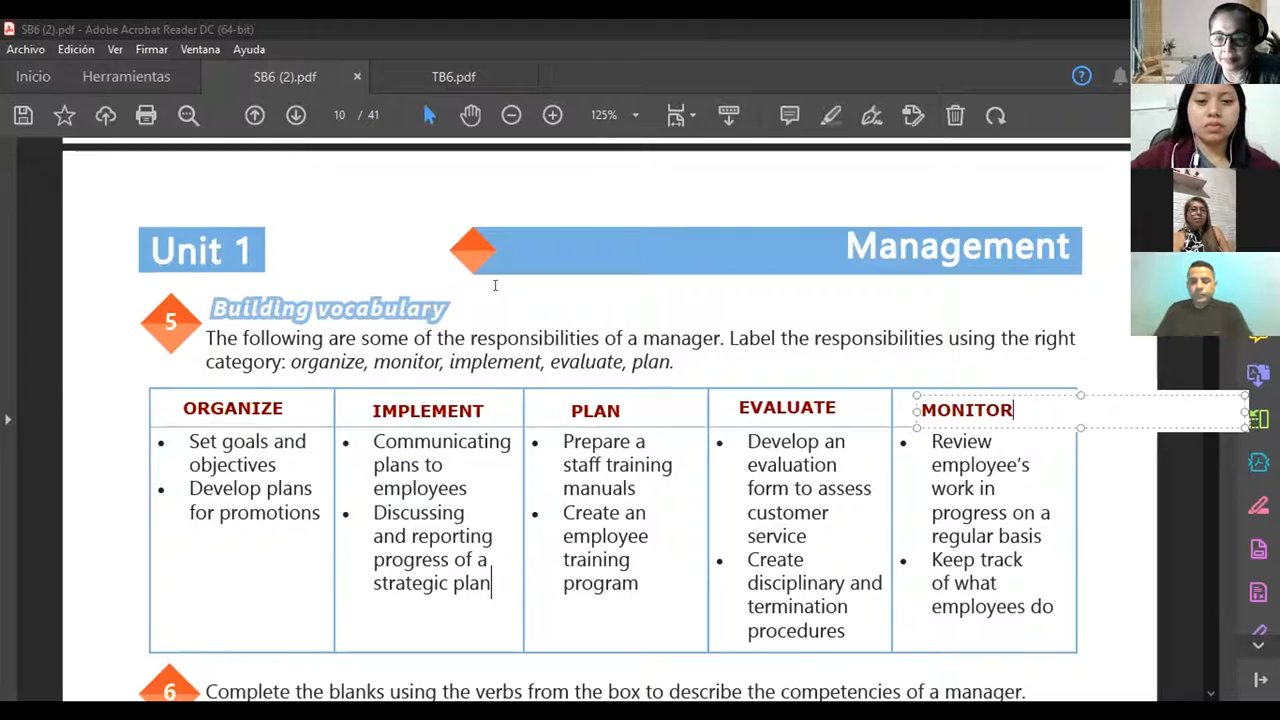 SB6 (2).pdf - Adobe Acrobat Reader DC (64-bit)
Archivo Edición Ver Firmar Ventana Ayuda
Inicio Herramientas SB6 (2).pdf × TB6.pdf
10 / 41 125%
Unit 1 Management
5 Building vocabulary
The following are some of the responsibilities of a manager. Label the responsibilities using the right
category: organize, monitor, implement, evaluate, plan.
ORGANIZE
• Set goals and
objectives
• Develop plans
for promotions
IMPLEMENT
• Communicating
plans to
employees
• Discussing
and reporting
progress of a
strategic plan
PLAN
• Prepare a
staff training
manuals
• Create an
employee
training
program
EVALUATE
• Develop an
evaluation
form to assess
customer
service
• Create
disciplinary and
termination
procedures
MONITOR
• Review
employee's
work in
progress on a
regular basis
• Keep track
of what
employees do
6 Complete the blanks using the verbs from the box to describe the competencies of a manager.